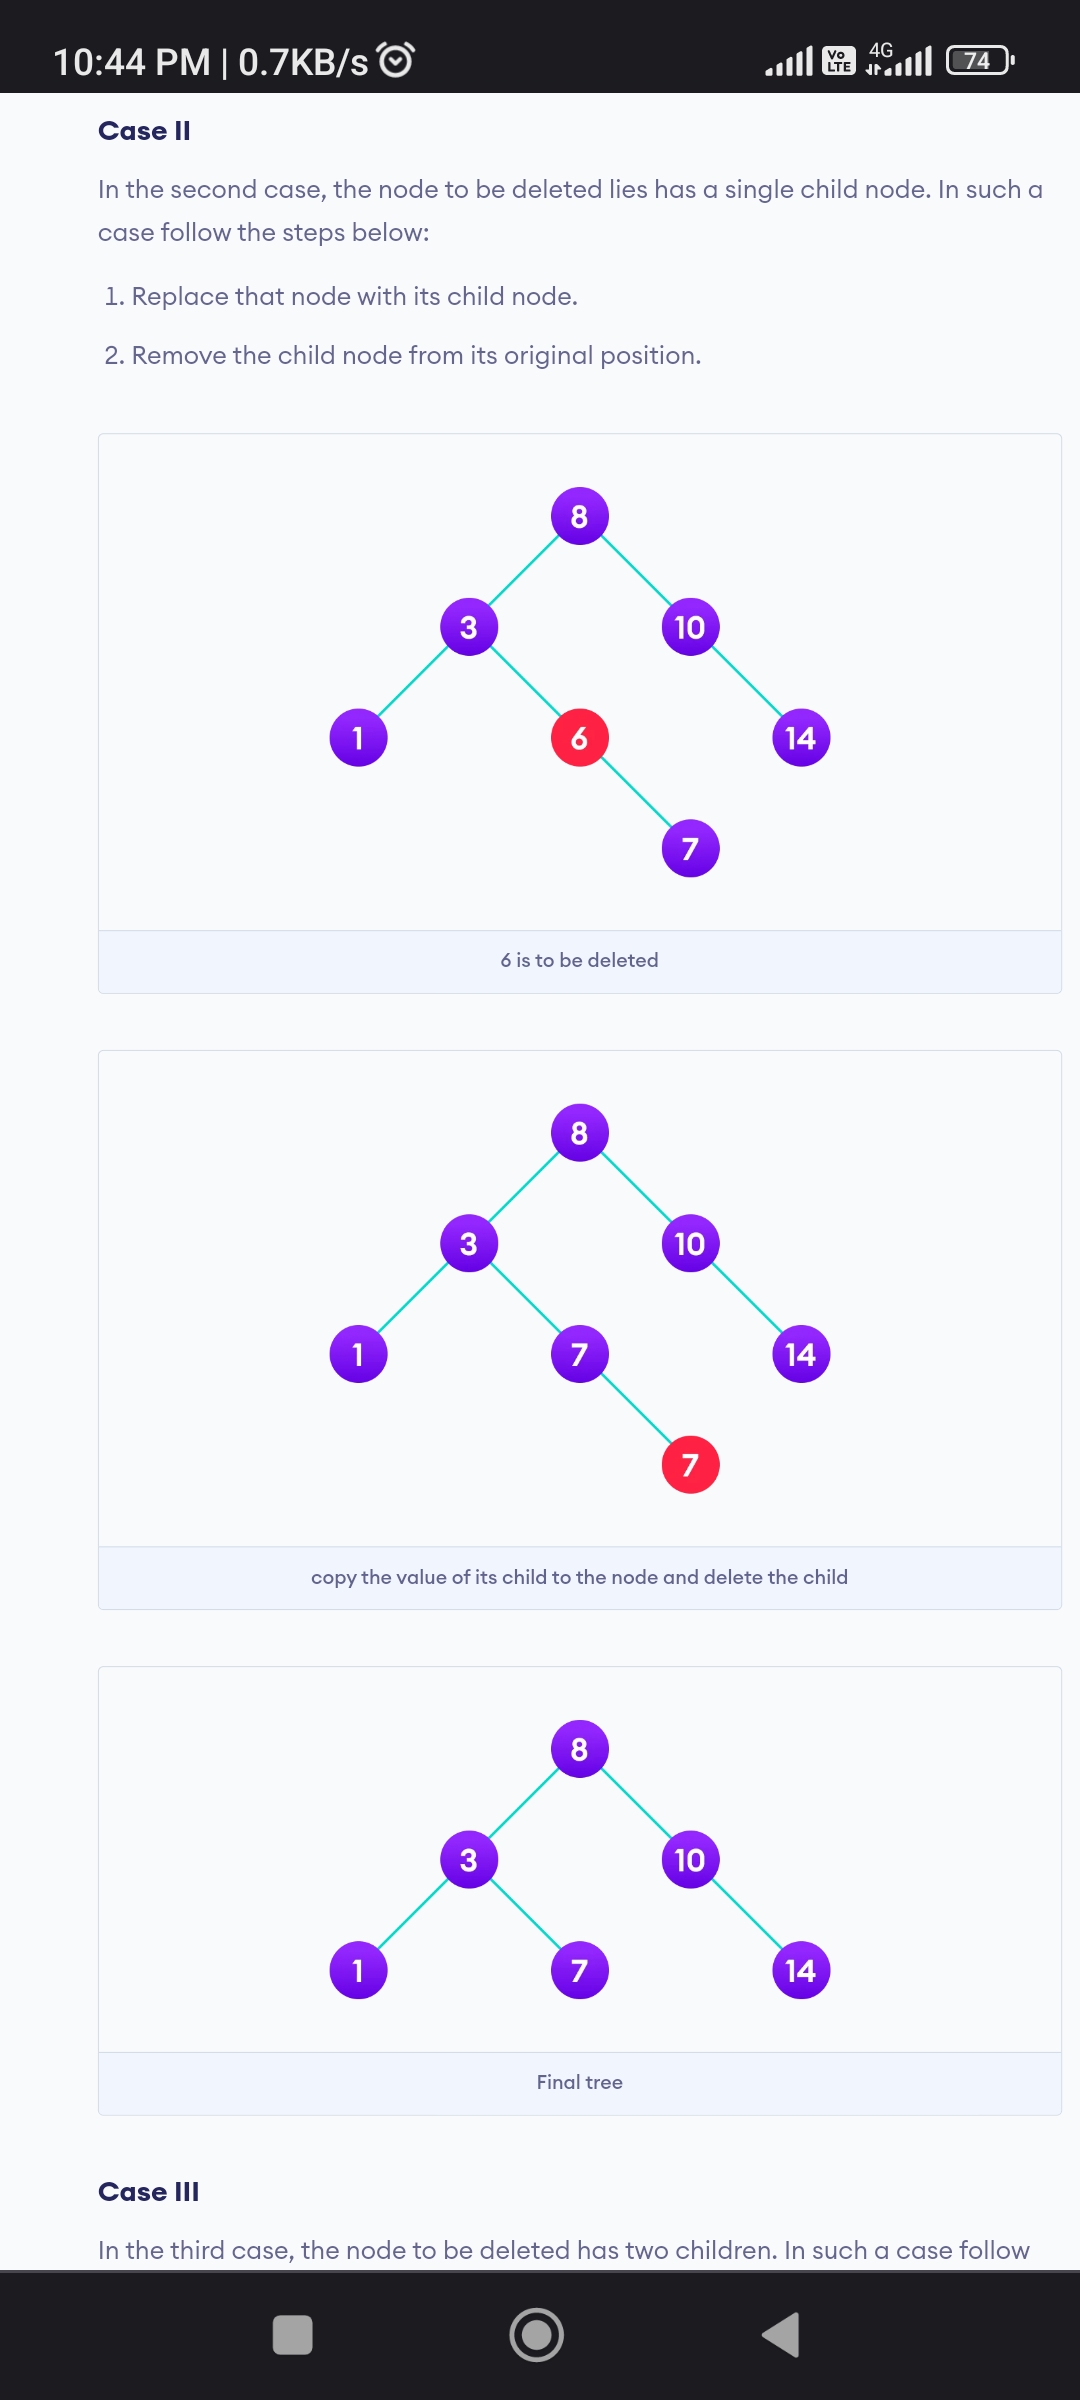 10:44 PM | 0.7KB/s Vo LTE 4G 74
Case II
In the second case, the node to be deleted lies has a single child node. In such a
case follow the steps below:
1. Replace that node with its child node.
2. Remove the child node from its original position.
8
3 10
1 6 14
7
6 is to be deleted
8
3 10
1 7 14
7
copy the value of its child to the node and delete the child
8
3 10
1 7 14
Final tree
Case III
In the third case, the node to be deleted has two children. In such a case follow